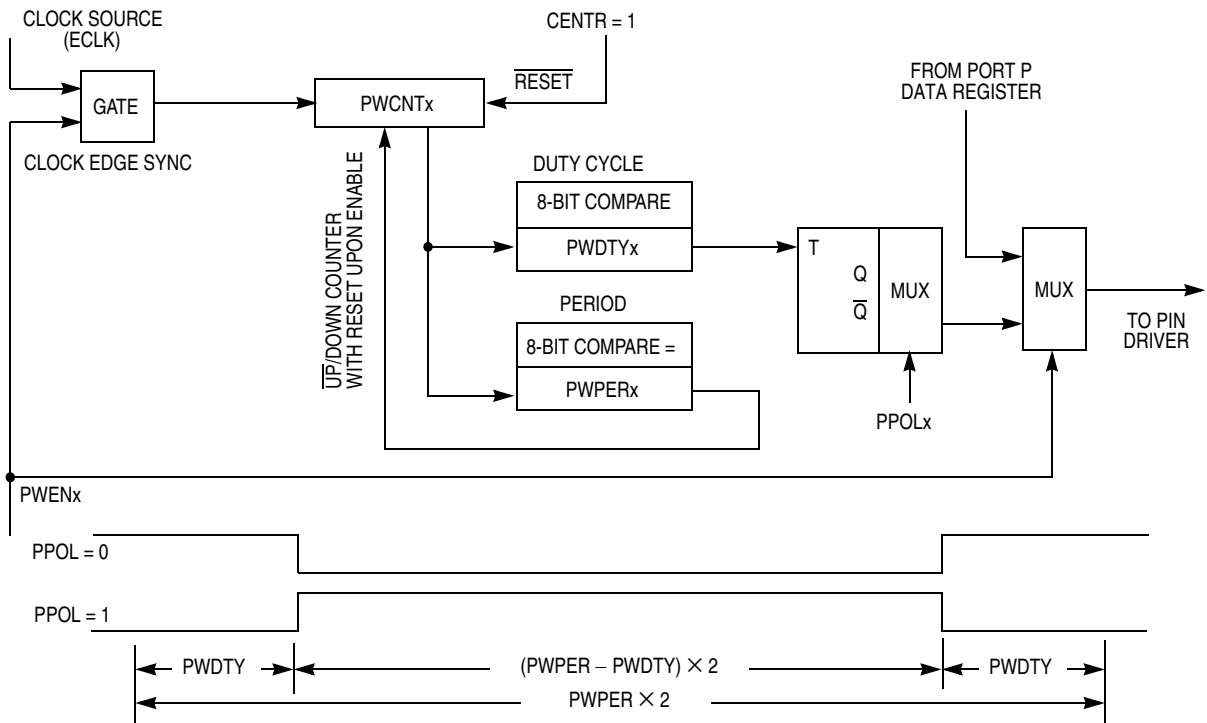 CLOCK SOURCE
(ECLK)
CENTR = 1
R̅E̅S̅E̅T̅
FROM PORT P
DATA REGISTER
GATE
PWCNTx
CLOCK EDGE SYNC
U̅P̅/DOWN COUNTER
WITH RESET UPON ENABLE
DUTY CYCLE
8-BIT COMPARE
PWDTYx
PERIOD
8-BIT COMPARE =
PWPERx
T
Q
Q̅
MUX
PPOLx
MUX
TO PIN
DRIVER
PWENx
PPOL = 0
PPOL = 1
PWDTY
(PWPER – PWDTY) × 2
PWDTY
PWPER × 2